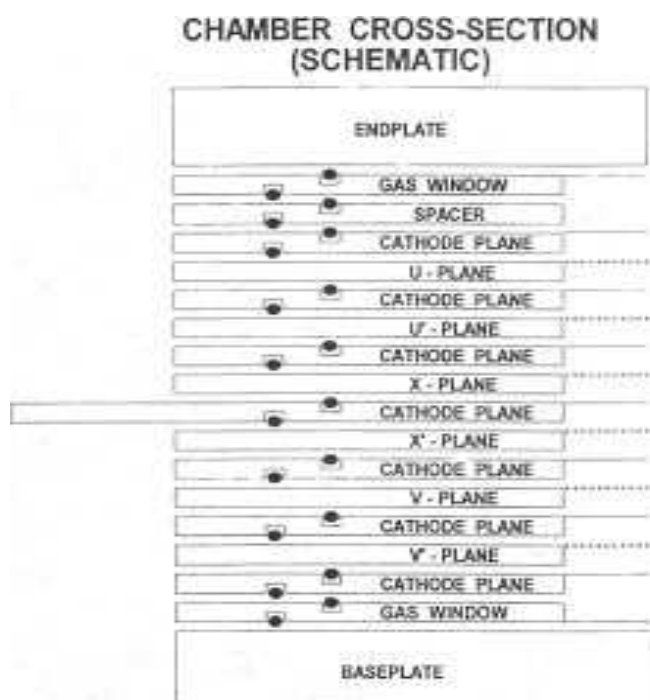 CHAMBER CROSS-SECTION
(SCHEMATIC)
ENDPLATE
GAS WINDOW
SPACER
CATHODE PLANE
U - PLANE
CATHODE PLANE
U' - PLANE
CATHODE PLANE
X - PLANE
CATHODE PLANE
X' - PLANE
CATHODE PLANE
V - PLANE
CATHODE PLANE
V' - PLANE
CATHODE PLANE
GAS WINDOW
BASEPLATE